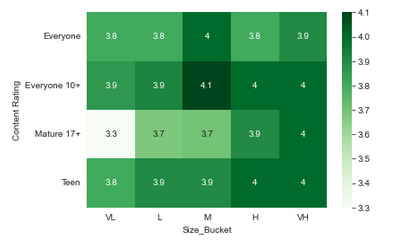 Everyone 3.8 3.8 4 3.8 3.9
Everyone 10+ 3.9 3.9 4.1 4 4
Mature 17+ 3.3 3.7 3.7 3.9 4
Teen 3.8 3.9 3.9 4 4
VL L M H VH
Size_Bucket
Content Rating
4.1
4.0
3.9
3.8
3.7
3.6
3.5
3.4
3.3